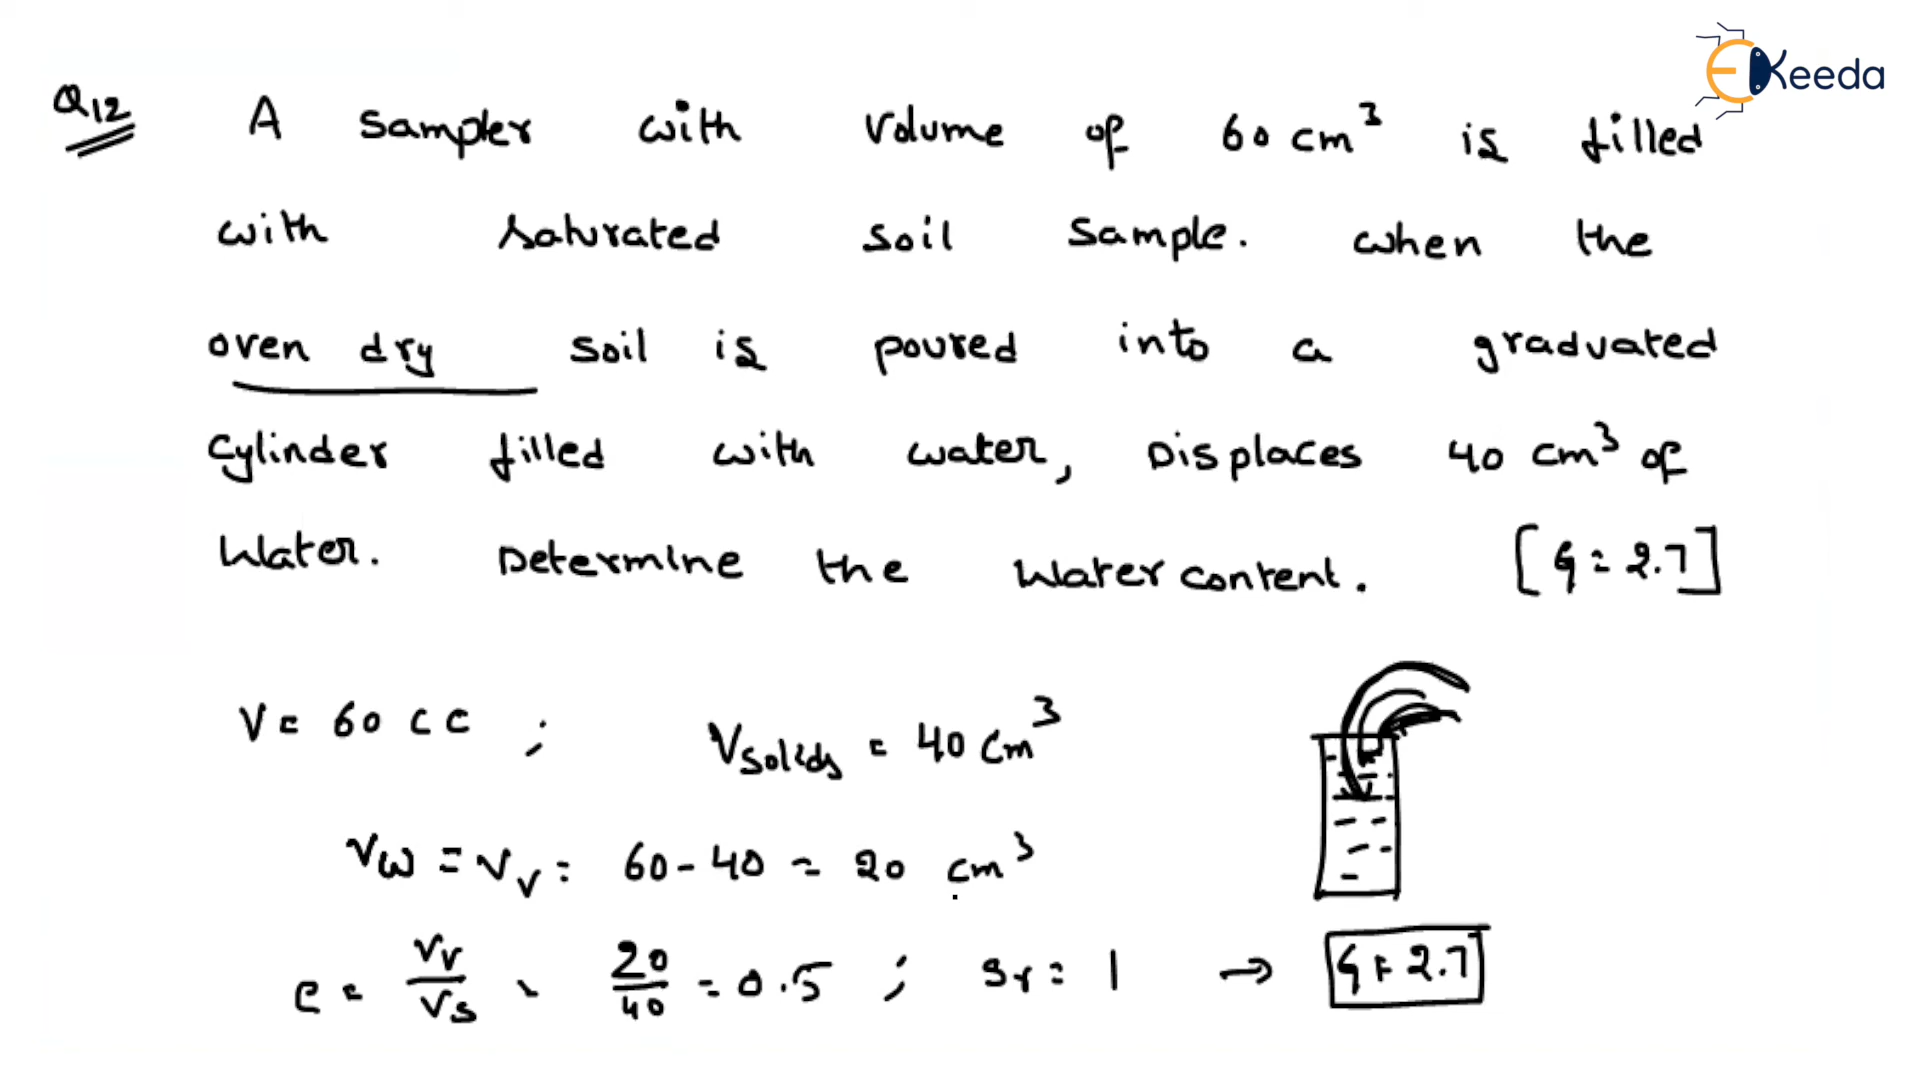 EKeeda
Q12 A sampler with volume of 60 cm³ is filled
with saturated soil sample. when the
oven dry soil is poured into a graduated
cylinder filled with water, Displaces 40 cm³ of
Water. Determine the Water content. [G = 2.7]
V = 60 cc ; Vsolids = 40 cm³
Vw = Vv = 60 - 40 = 20 cm³
e = Vv/Vs = 20/40 = 0.5 ; Sr = 1 → G = 2.7